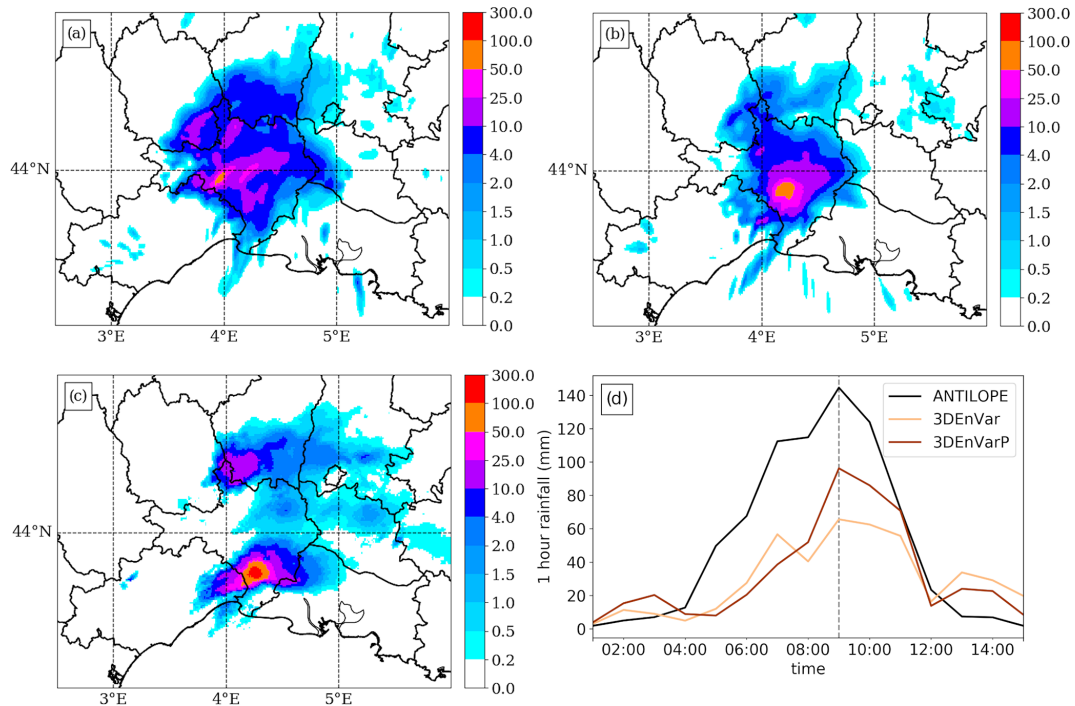 (a)
44°N
3°E 4°E 5°E
300.0
100.0
50.0
25.0
10.0
4.0
2.0
1.5
1.0
0.5
0.2
0.0
(b)
4°E 5°E
3°E
300.0
100.0
50.0
25.0
10.0
4.0
2.0
1.5
1.0
0.5
0.2
0.0
44°N
(c)
44°N
3°E 4°E 5°E
300.0
100.0
50.0
25.0
10.0
4.0
2.0
1.5
1.0
0.5
0.2
0.0
(d)
ANTILOPE
3DEnVar
3DEnVarP
1 hour rainfall (mm)
140
120
100
80
60
40
20
0
02:00 04:00 06:00 08:00 10:00 12:00 14:00
time